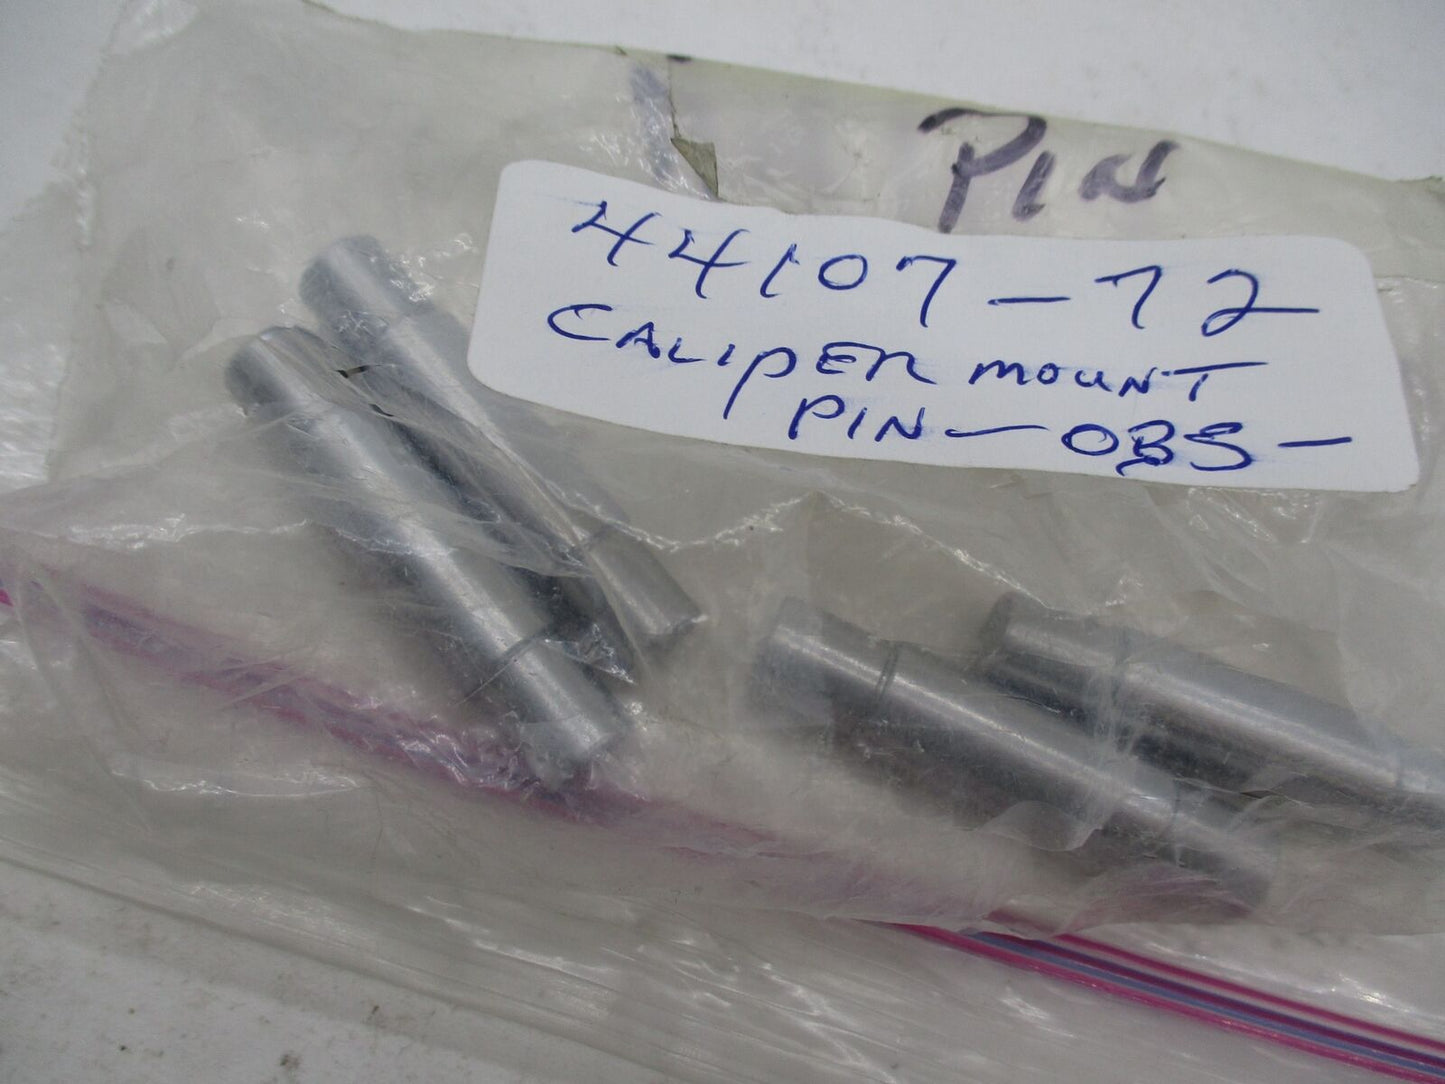 PIN
44107-72
CALIPER MOUNT
PIN - OBS -